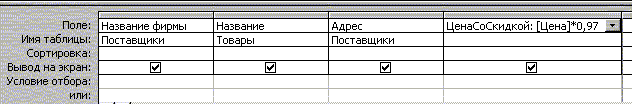 Поле: Название фирмы Название Адрес ЦенаСоСкидкой: [Цена]*0,97
Имя таблицы: Поставщики Товары Поставщики
Сортировка:
Вывод на экран:
Условие отбора:
или: